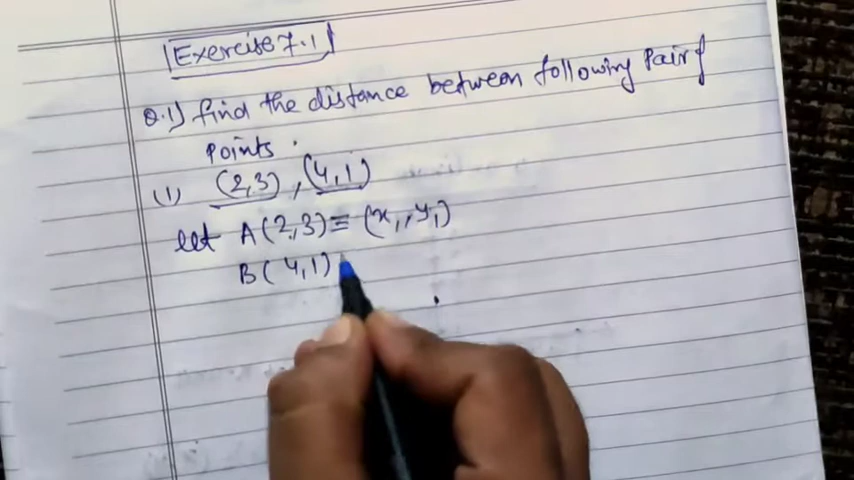 Exercise 7.1
Q.1) find the distance between following Pair of
Points.
(1) (2,3), (4,1)
let A(2,3) ≡ (x₁, y₁)
B(4,1)